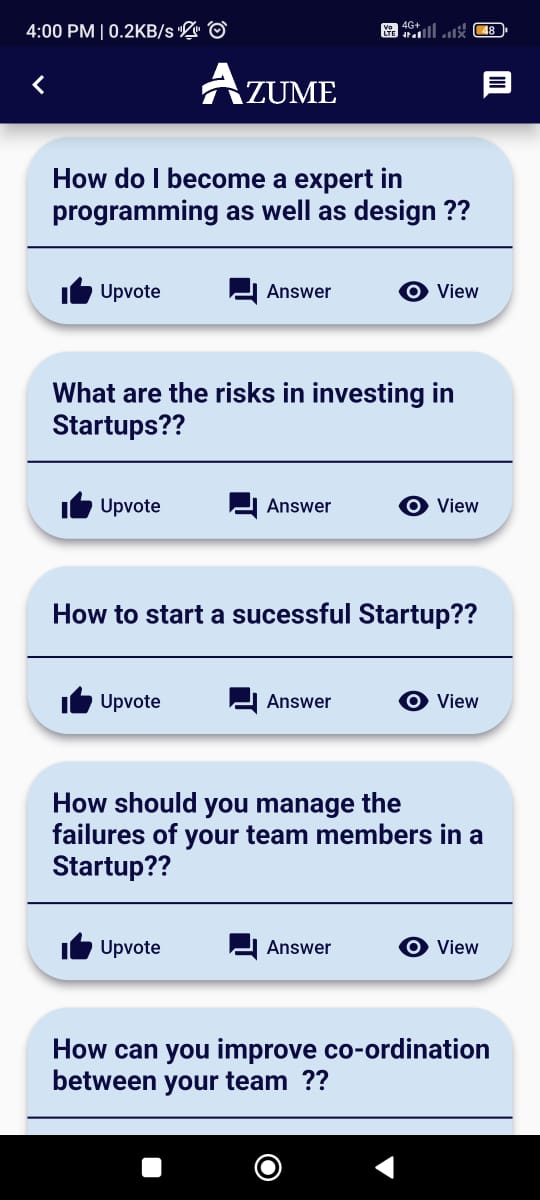 4:00 PM | 0.2KB/s
Vo LTE 4G+ 48
AZUME
How do I become a expert in
programming as well as design ??
Upvote Answer View
What are the risks in investing in
Startups??
Upvote Answer View
How to start a sucessful Startup??
Upvote Answer View
How should you manage the
failures of your team members in a
Startup??
Upvote Answer View
How can you improve co-ordination
between your team ??